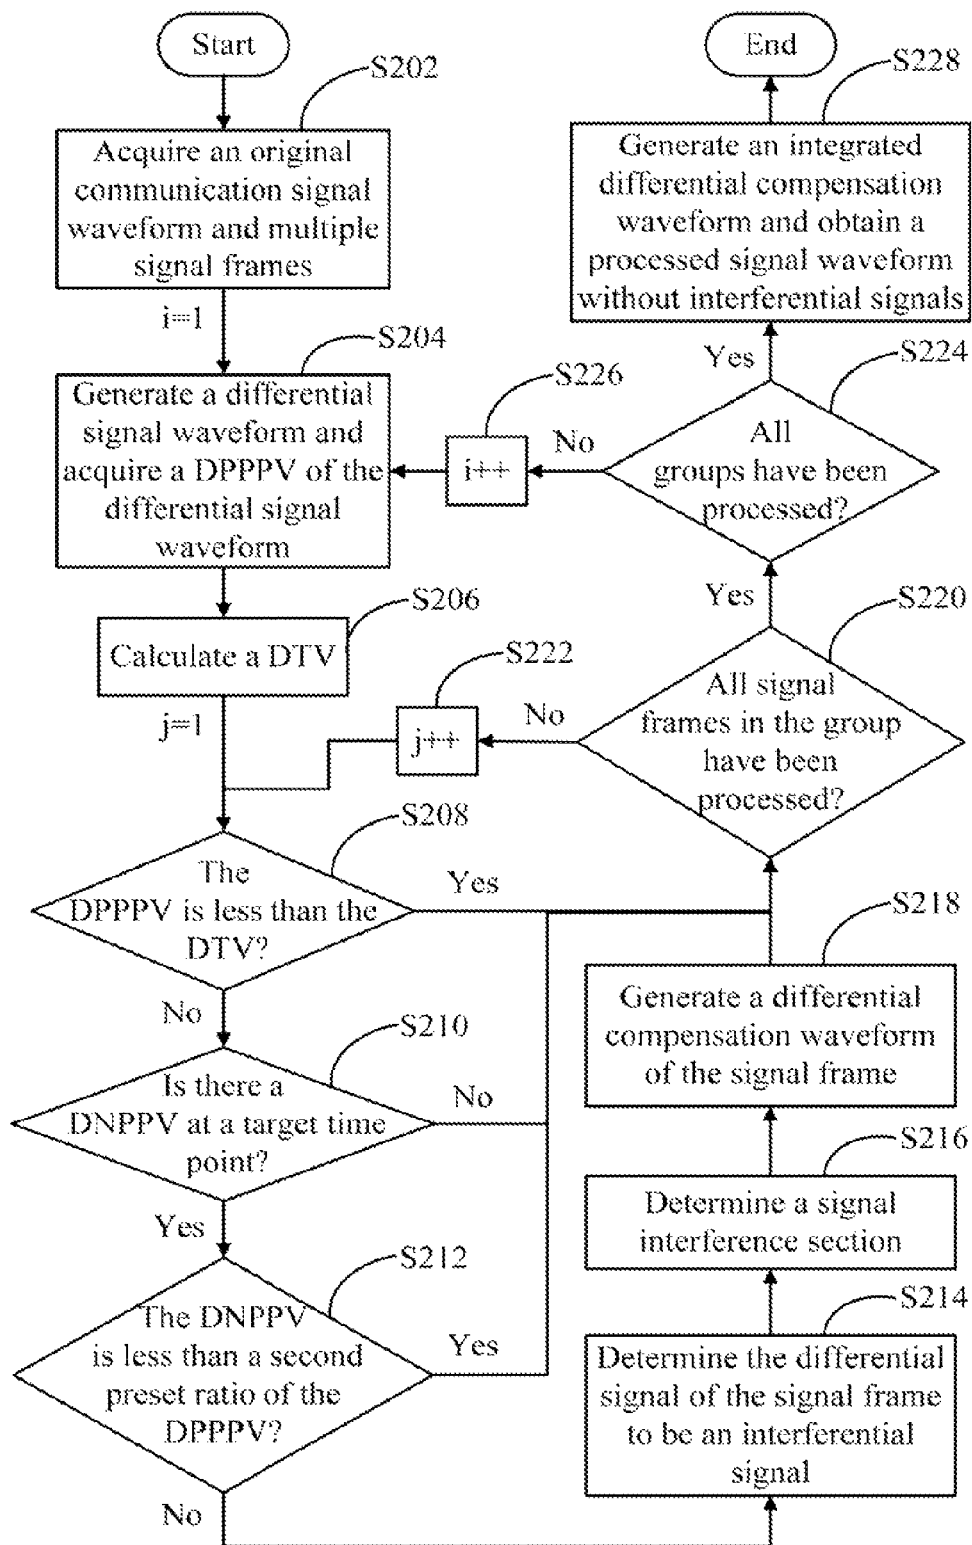 Start
S202
Acquire an original
communication signal
waveform and multiple
signal frames
i=1
S204
Generate a differential
signal waveform and
acquire a DPPPV of the
differential signal
waveform
S206
Calculate a DTV
j=1
S208
The
DPPPV is less than the
DTV?
Yes
No
S210
Is there a
DNPPV at a target time
point?
No
Yes
S212
The DNPPV
is less than a second
preset ratio of the
DPPPV?
Yes
No
S214
Determine the differential
signal of the signal frame
to be an interferential
signal
S216
Determine a signal
interference section
S218
Generate a differential
compensation waveform
of the signal frame
S220
All signal
frames in the group
have been
processed?
No
S222
j++
Yes
S224
All
groups have been
processed?
No
S226
i++
Yes
S228
Generate an integrated
differential compensation
waveform and obtain a
processed signal waveform
without interferential signals
End